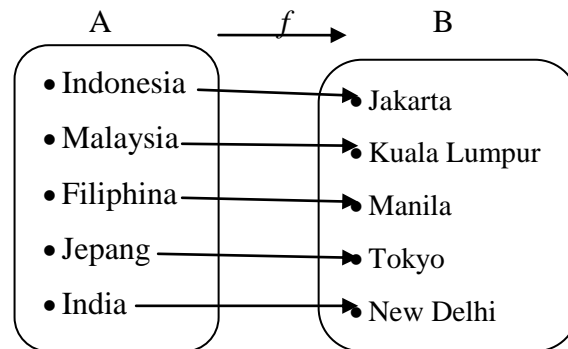 A f B
• Indonesia • Jakarta
• Malaysia • Kuala Lumpur
• Filiphina • Manila
• Jepang • Tokyo
• India • New Delhi